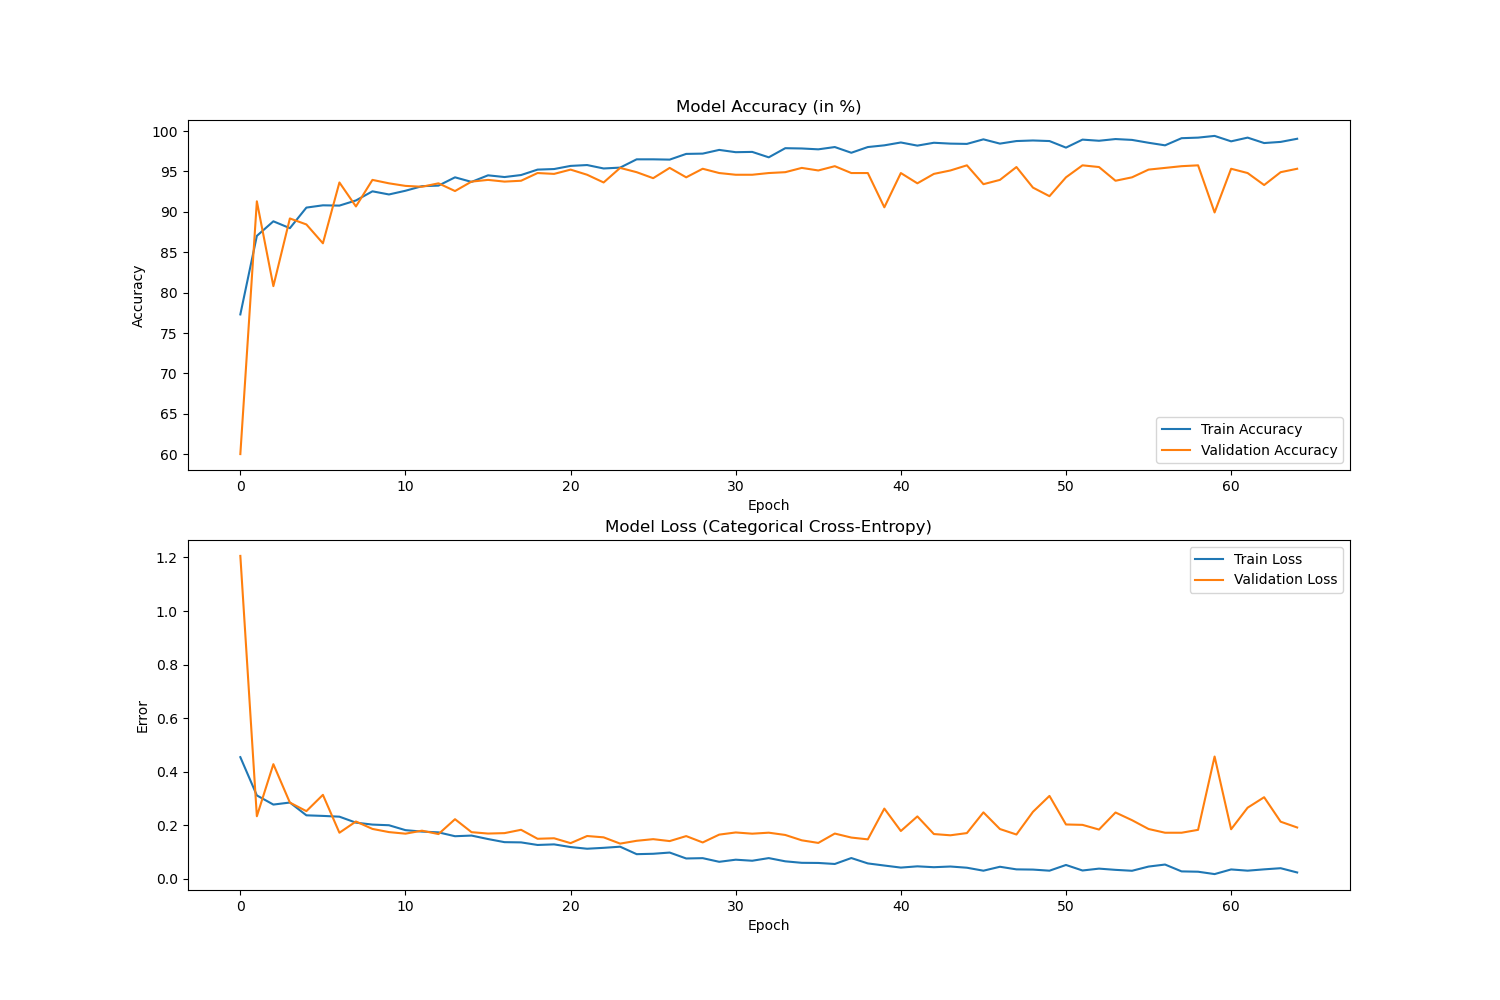 Model Accuracy (in %)
100
95
90
85
80
75
70
65
60
Accuracy
Train Accuracy
Validation Accuracy
0 10 20 30 40 50 60
Epoch
Model Loss (Categorical Cross-Entropy)
1.2
1.0
0.8
0.6
0.4
0.2
0.0
Error
Train Loss
Validation Loss
0 10 20 30 40 50 60
Epoch